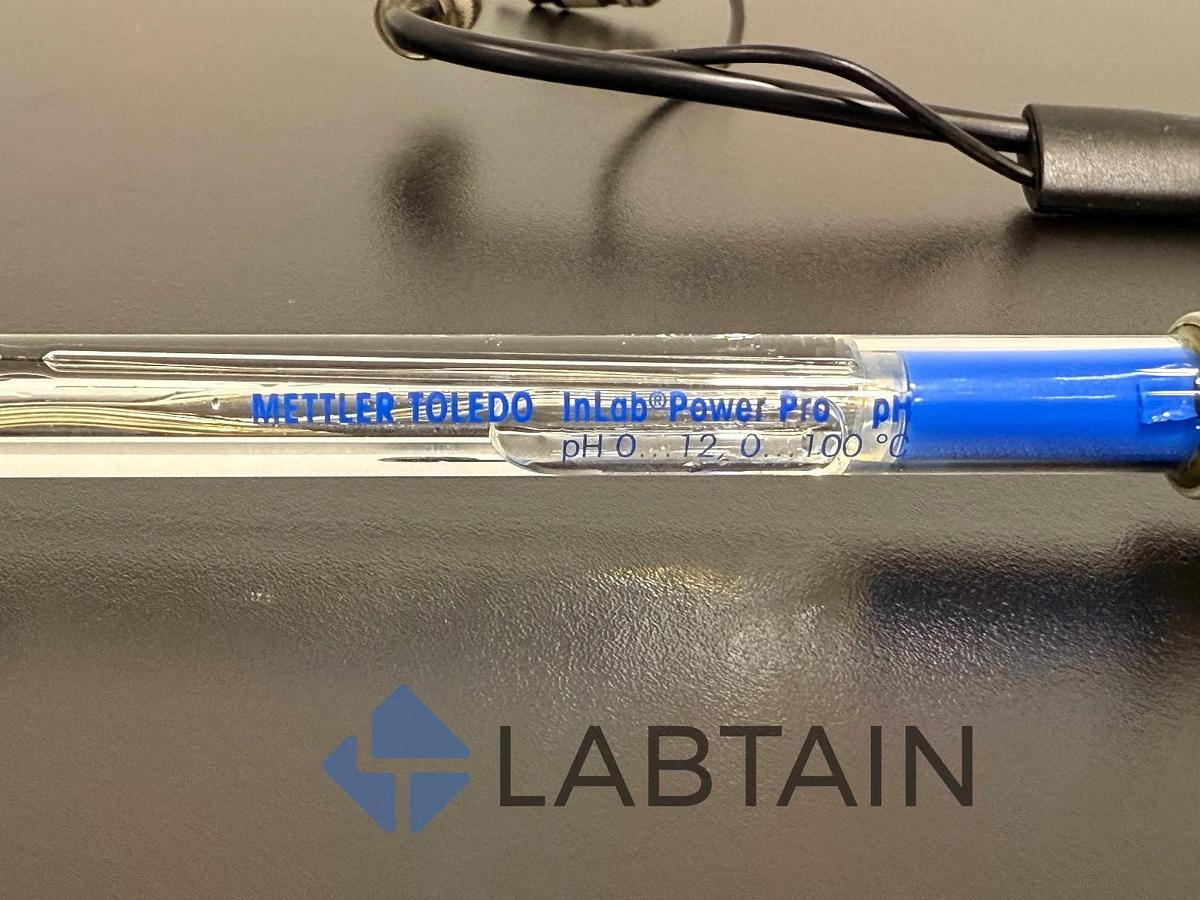 METTLER TOLEDO InLab®Power Pro pH
pH 0...12, 0...100 °C
LABTAIN